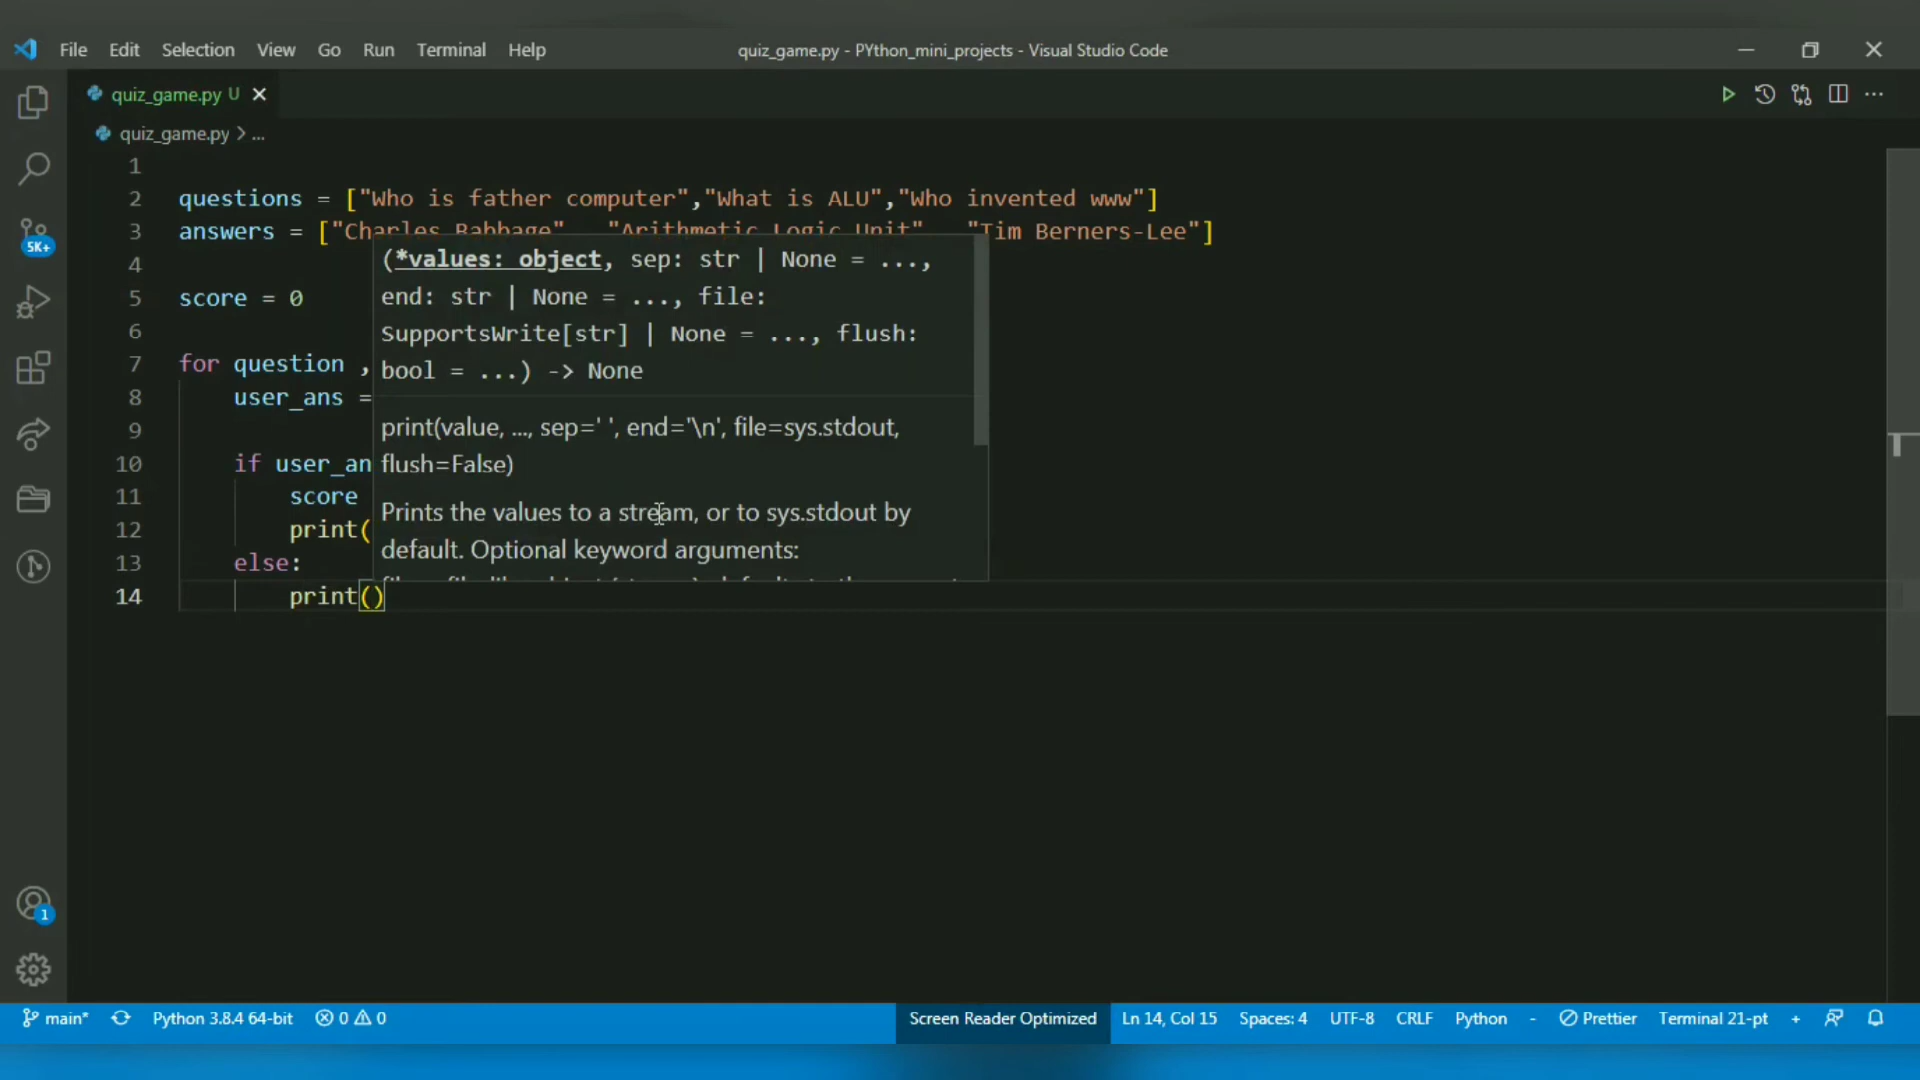 File Edit Selection View Go Run Terminal Help
quiz_game.py - PYthon_mini_projects - Visual Studio Code
quiz_game.py U
quiz_game.py > ...
1
2 questions = ["Who is father computer","What is ALU","Who invented www"]
3 answers = ["Charles Babbage" "Arithmetic Logic Unit" "Tim Berners-Lee"]
4
5 score = 0
6
7 for question ,
8 user_ans =
9
10 if user_an
11 score
12 print(
13 else:
14 print()
(*values: object, sep: str | None = ...,
end: str | None = ..., file:
SupportsWrite[str] | None = ..., flush:
bool = ...) -> None
print(value, ..., sep=' ', end='\n', file=sys.stdout,
flush=False)
Prints the values to a stream, or to sys.stdout by
default. Optional keyword arguments:
5K+
1
main* Python 3.8.4 64-bit 0 0 Screen Reader Optimized Ln 14, Col 15 Spaces: 4 UTF-8 CRLF Python - Prettier Terminal 21-pt +